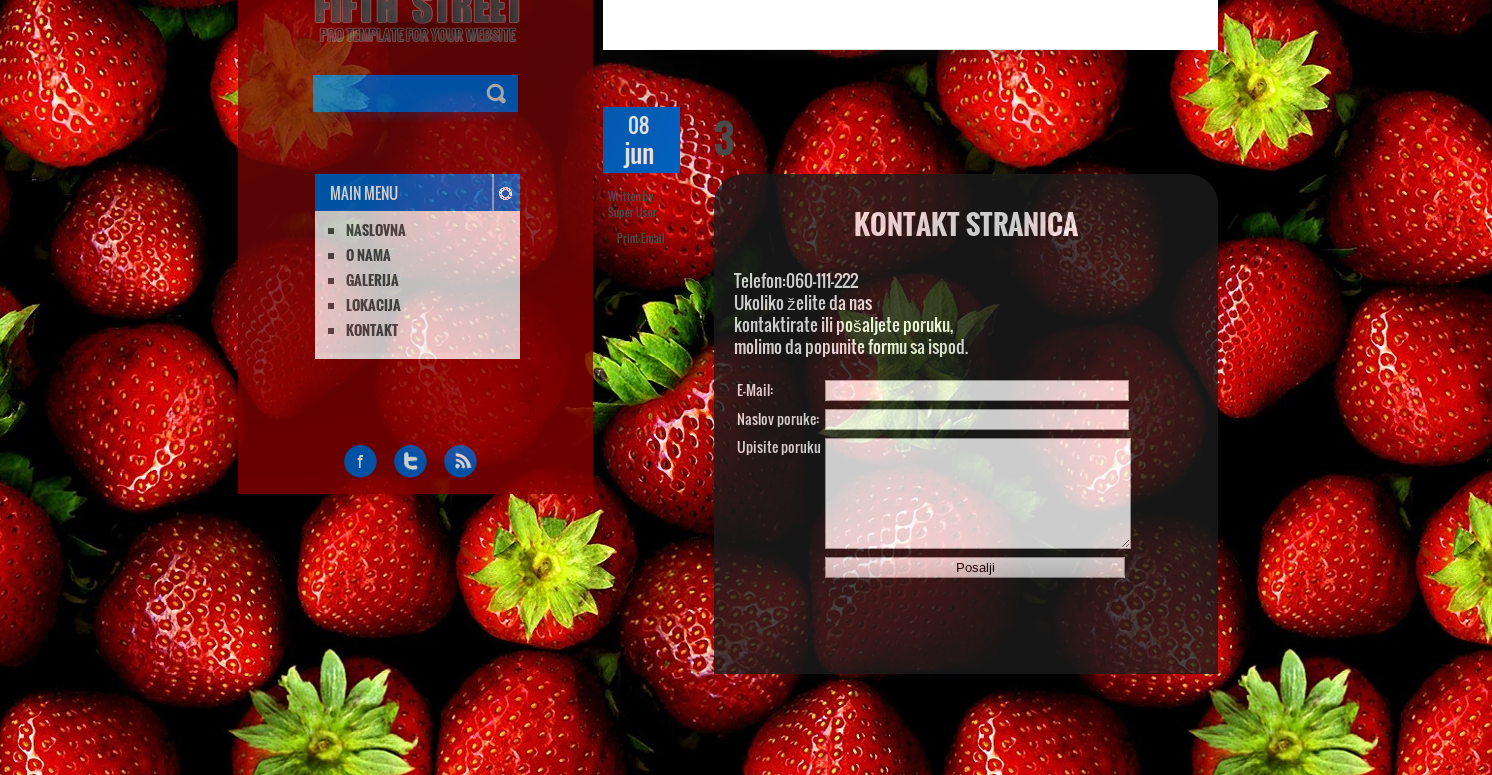 FIFTH STREET
PRO TEMPLATE FOR YOUR WEBSITE
MAIN MENU
NASLOVNA
O NAMA
GALERIJA
LOKACIJA
KONTAKT
f
08
jun
3
Written by
Super User
Print Email
KONTAKT STRANICA
Telefon:060-111-222
Ukoliko želite da nas
kontaktirate ili pošaljete poruku,
molimo da popunite formu sa ispod.
E-Mail:
Naslov poruke:
Upisite poruku
Posalji